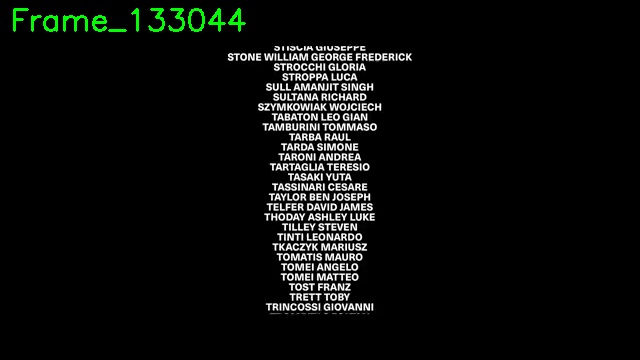 Frame_133044
STISCIA GIUSEPPE
STONE WILLIAM GEORGE FREDERICK
STROCCHI GLORIA
STROPPA LUCA
SULL AMANJIT SINGH
SULTANA RICHARD
SZYMKOWIAK WOJCIECH
TABATON LEO GIAN
TAMBURINI TOMMASO
TARBA RAUL
TARDA SIMONE
TARONI ANDREA
TARTAGLIA TERESIO
TASAKI YUTA
TASSINARI CESARE
TAYLOR BEN JOSEPH
TELFER DAVID JAMES
THODAY ASHLEY LUKE
TILLEY STEVEN
TINTI LEONARDO
TKACZYK MARIUSZ
TOMATIS MAURO
TOMEI ANGELO
TOMEI MATTEO
TOST FRANZ
TRETT TOBY
TRINCOSSI GIOVANNI